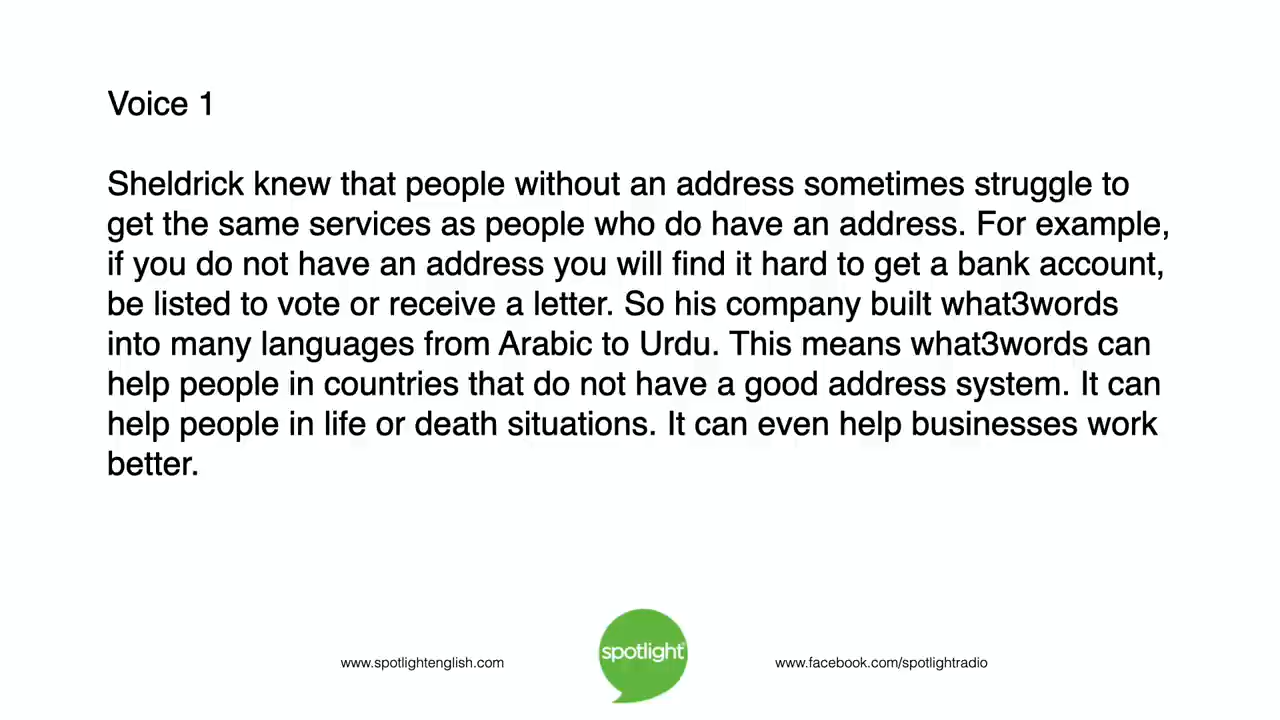 Voice 1
Sheldrick knew that people without an address sometimes struggle to
get the same services as people who do have an address. For example,
if you do not have an address you will find it hard to get a bank account,
be listed to vote or receive a letter. So his company built what3words
into many languages from Arabic to Urdu. This means what3words can
help people in countries that do not have a good address system. It can
help people in life or death situations. It can even help businesses work
better.
www.spotlightenglish.com
spotlight
www.facebook.com/spotlightradio